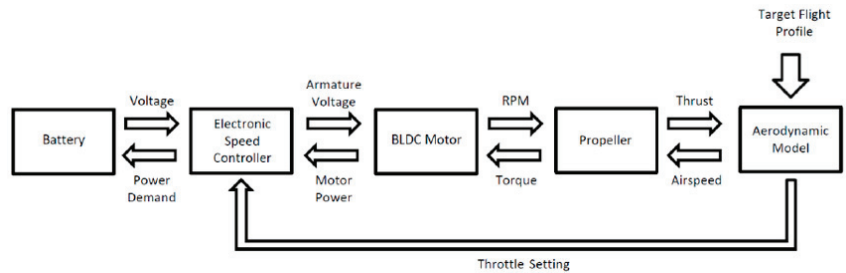 Target Flight
Profile
Voltage
Armature
Voltage
RPM
Thrust
Battery
Electronic
Speed
Controller
BLDC Motor
Propeller
Aerodynamic
Model
Power
Demand
Motor
Power
Torque
Airspeed
Throttle Setting